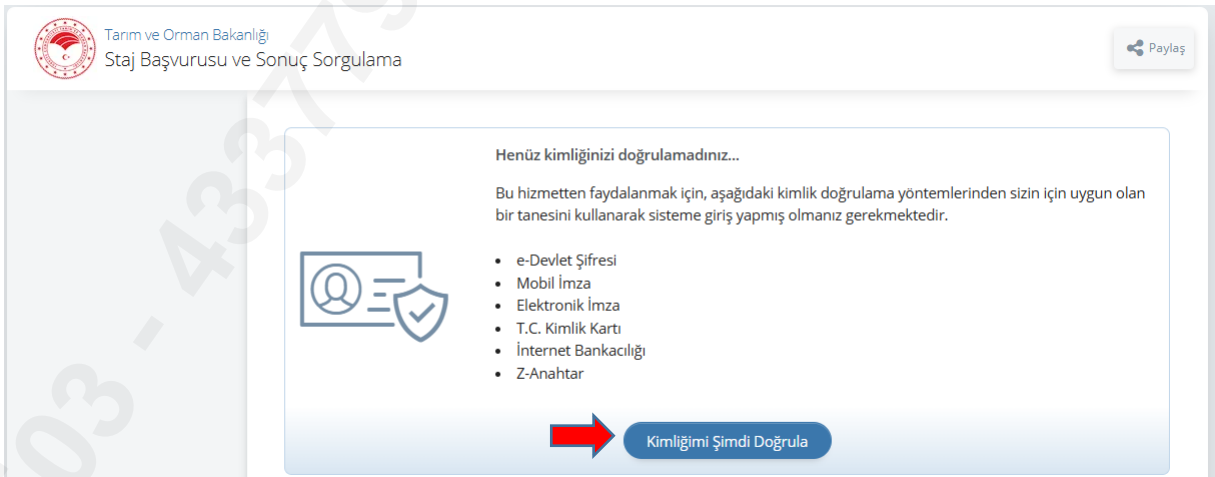 Tarım ve Orman Bakanlığı
Staj Başvurusu ve Sonuç Sorgulama
Paylaş
Henüz kimliğinizi doğrulamadınız...
Bu hizmetten faydalanmak için, aşağıdaki kimlik doğrulama yöntemlerinden sizin için uygun olan
bir tanesini kullanarak sisteme giriş yapmış olmanız gerekmektedir.
• e-Devlet Şifresi
• Mobil İmza
• Elektronik İmza
• T.C. Kimlik Kartı
• İnternet Bankacılığı
• Z-Anahtar
Kimliğimi Şimdi Doğrula